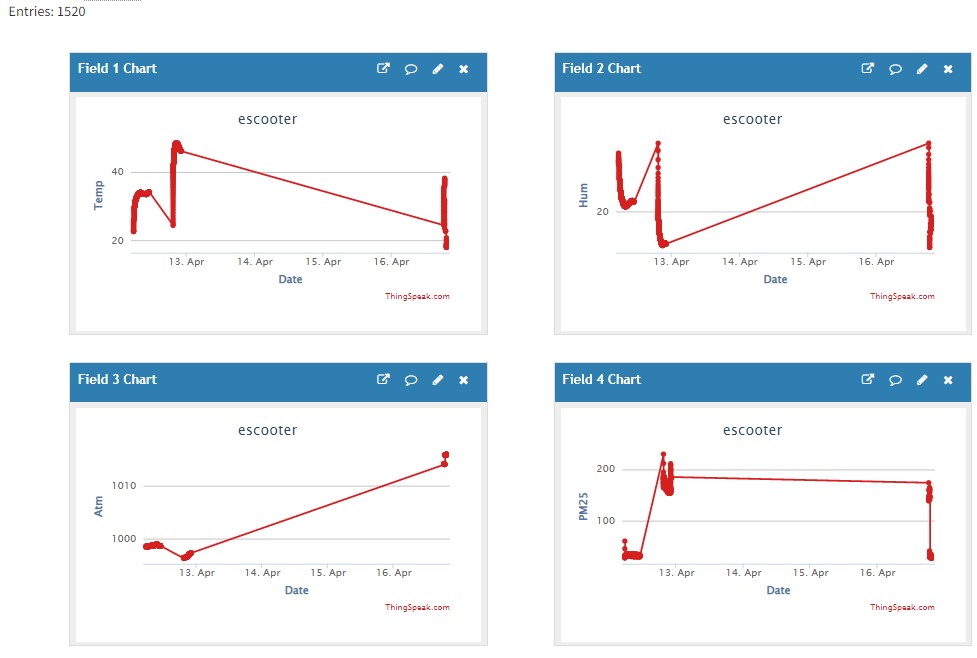 Entries: 1520
Field 1 Chart
escooter
Temp
40
20
13. Apr 14. Apr 15. Apr 16. Apr
Date
ThingSpeak.com
Field 2 Chart
escooter
Hum
20
13. Apr 14. Apr 15. Apr 16. Apr
Date
ThingSpeak.com
Field 3 Chart
escooter
Atm
1010
1000
13. Apr 14. Apr 15. Apr 16. Apr
Date
ThingSpeak.com
Field 4 Chart
escooter
PM25
200
100
13. Apr 14. Apr 15. Apr 16. Apr
Date
ThingSpeak.com